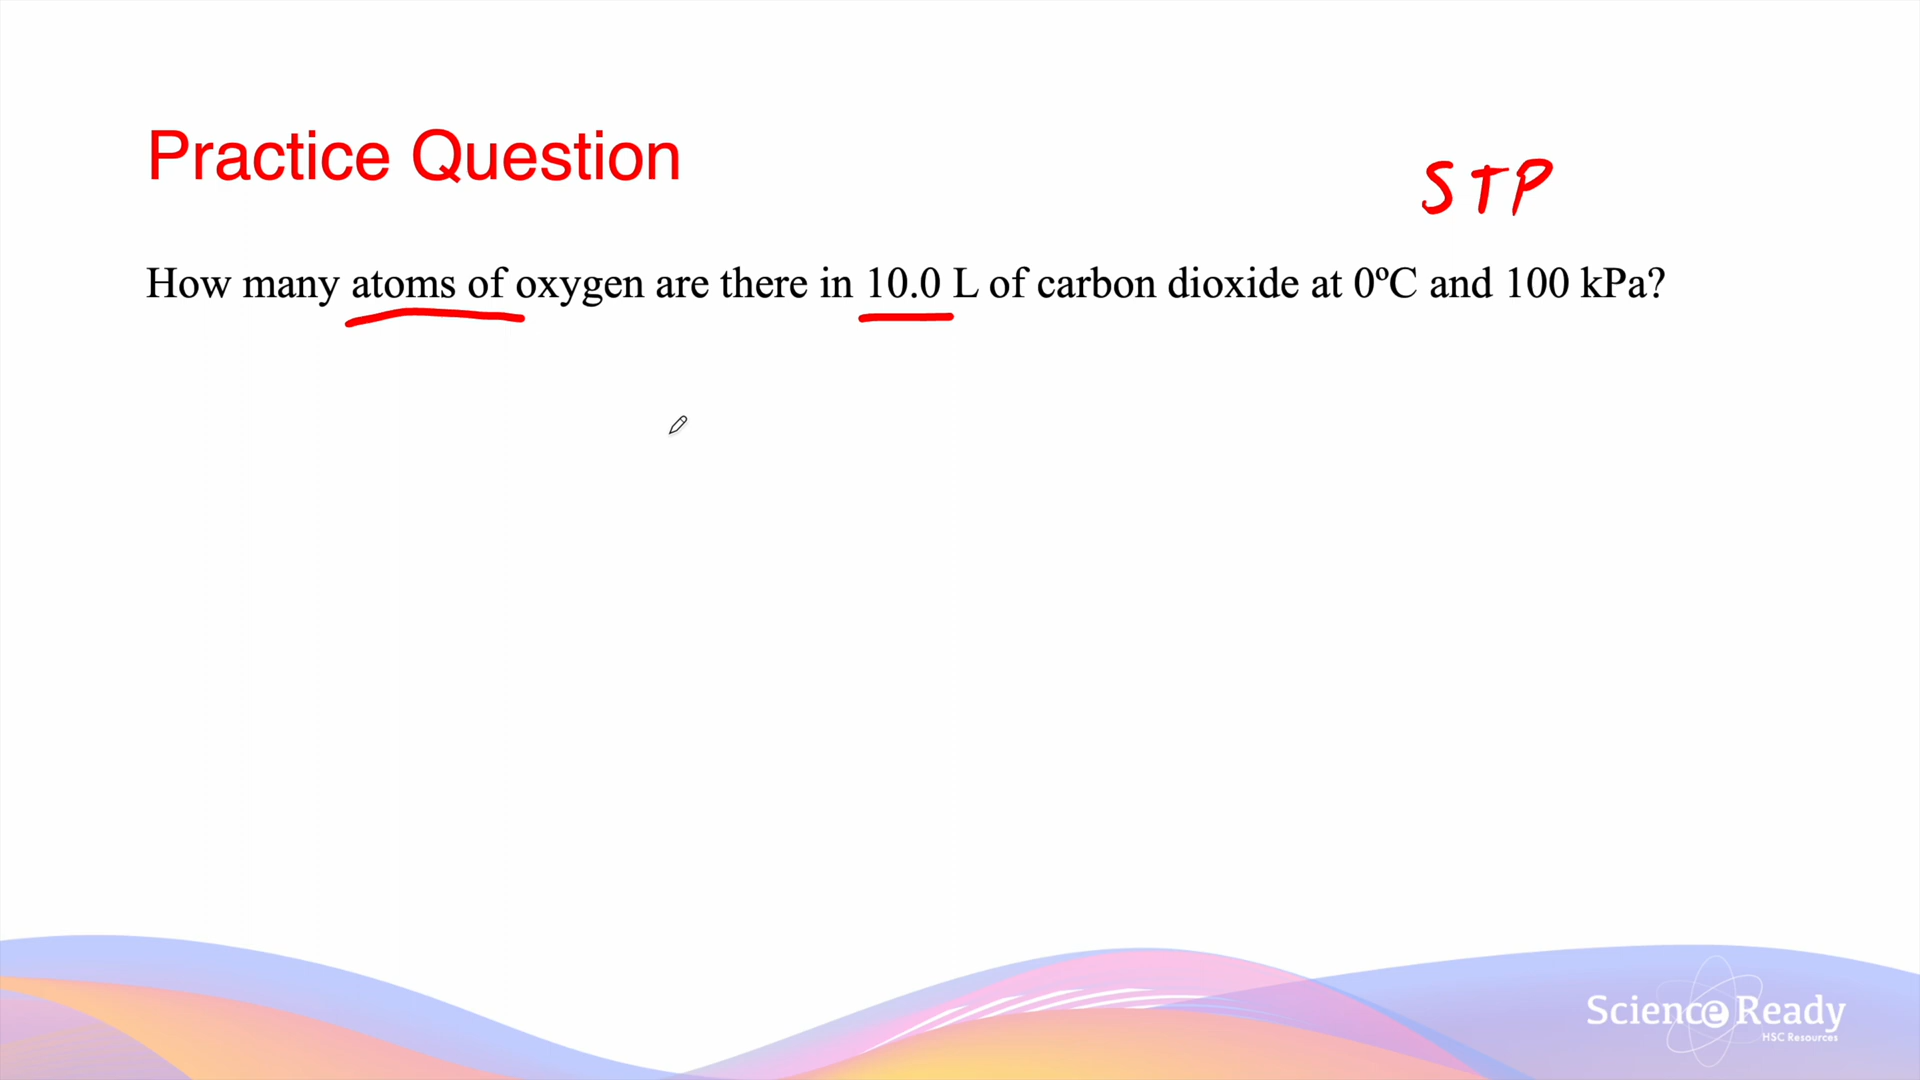 Practice Question
STP
How many atoms of oxygen are there in 10.0 L of carbon dioxide at 0ºC and 100 kPa?
Science Ready
HSC Resources